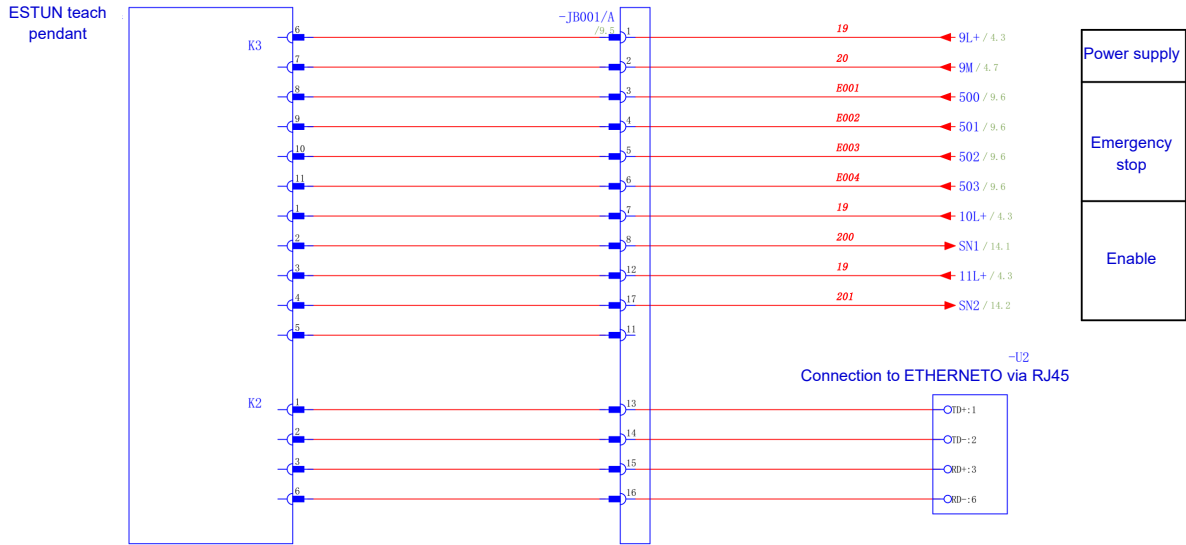 ESTUN teach
pendant
-JB001/A
/9.5
K3
6 1 19 9L+ /4.3
7 2 20 9M /4.7
8 3 E001 500 /9.6
9 4 E002 501 /9.6
10 5 E003 502 /9.6
11 6 E004 503 /9.6
1 7 19 10L+ /4.3
2 8 200 SN1 /14.1
3 12 19 11L+ /4.3
4 17 201 SN2 /14.2
5 11
Power supply
Emergency
stop
Enable
-U2
Connection to ETHERNETO via RJ45
K2
1 13 TD+:1
2 14 TD-:2
3 15 RD+:3
6 16 RD-:6